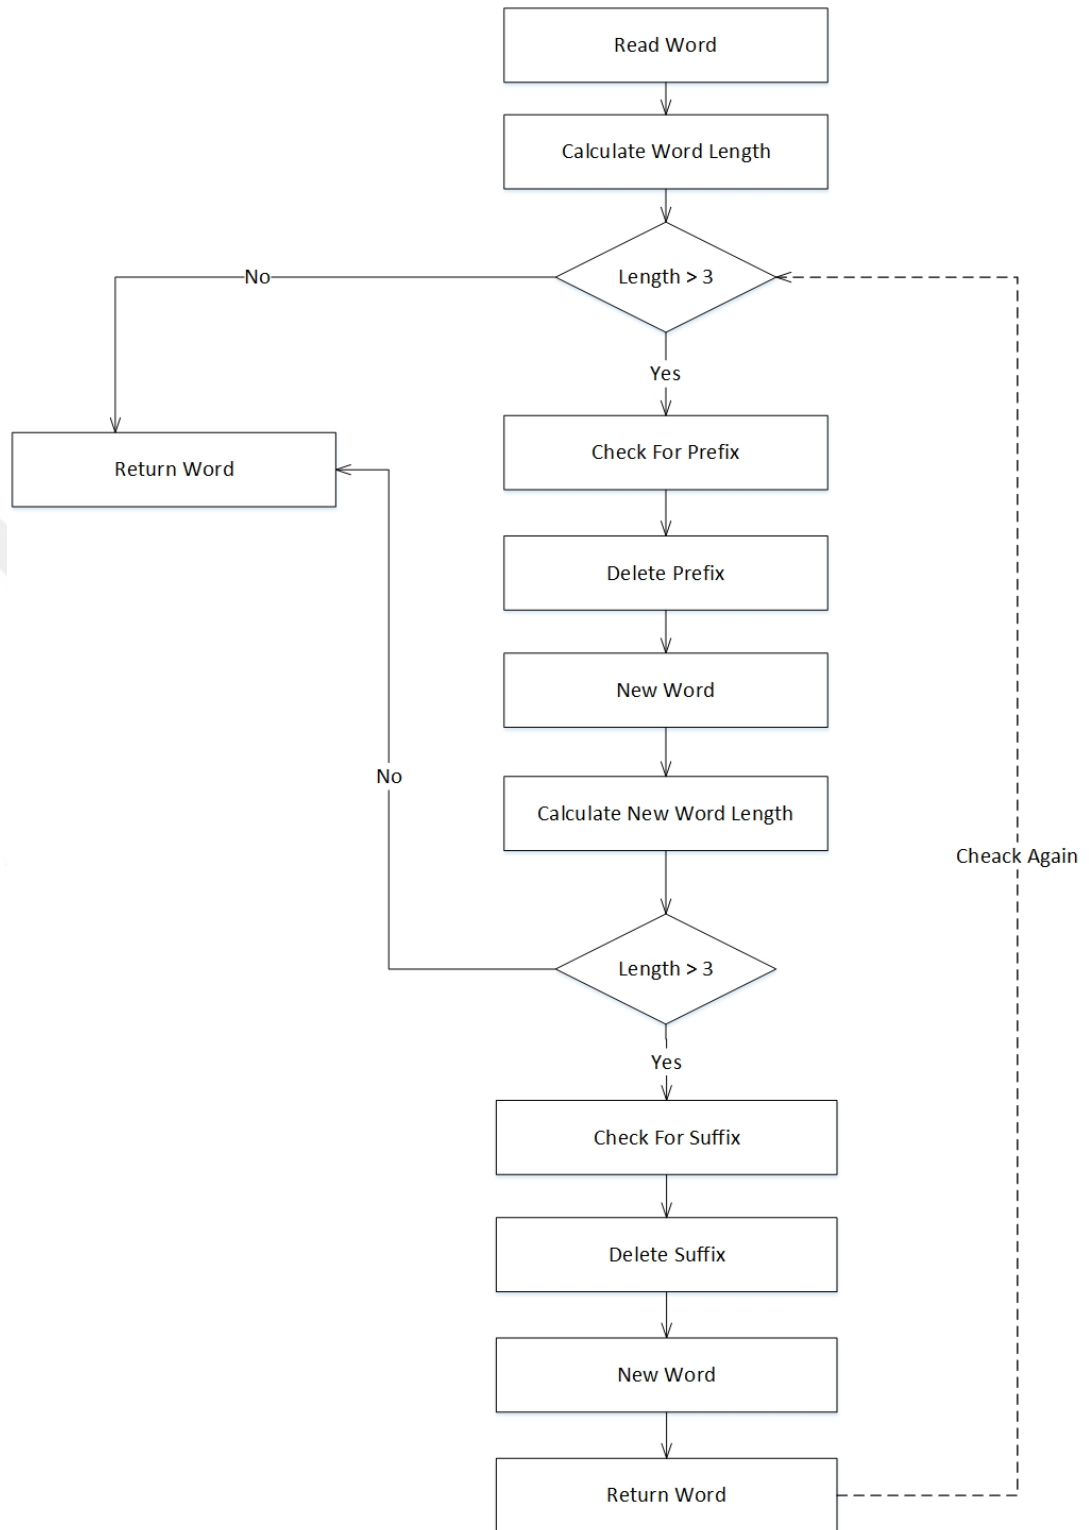 Read Word
Calculate Word Length
Length > 3
No
Yes
Check For Prefix
Return Word
Delete Prefix
New Word
No
Calculate New Word Length
Cheack Again
Length > 3
Yes
Check For Suffix
Delete Suffix
New Word
Return Word